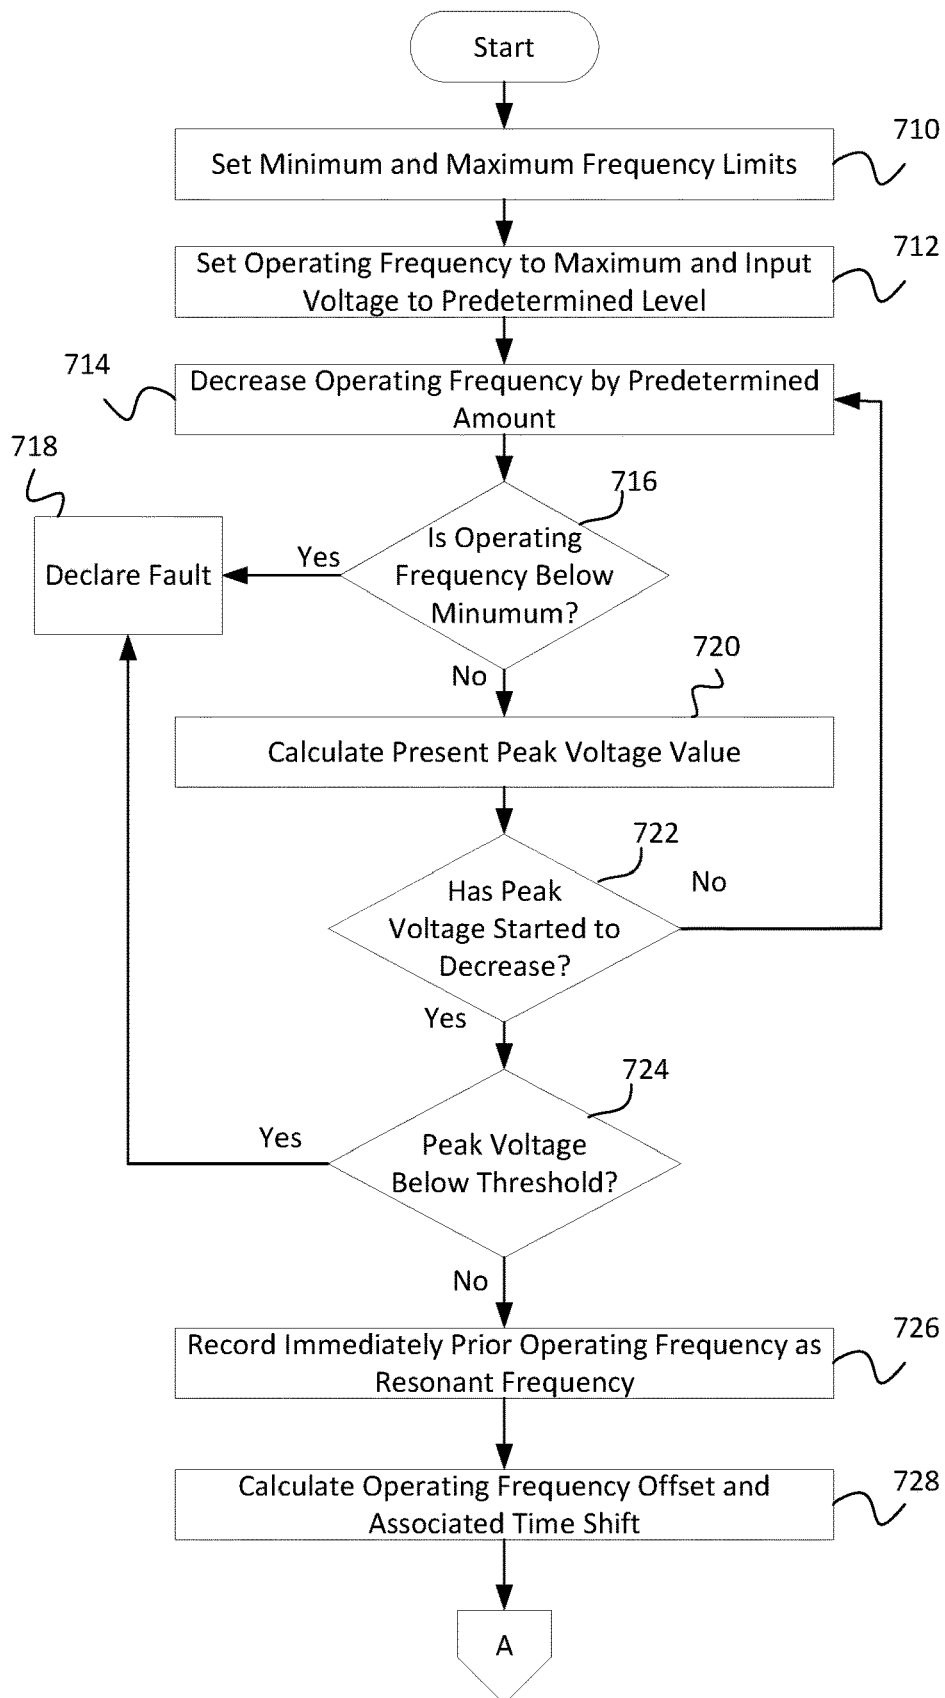 Start
710
Set Minimum and Maximum Frequency Limits
712
Set Operating Frequency to Maximum and Input
Voltage to Predetermined Level
714
Decrease Operating Frequency by Predetermined
Amount
718
716
Is Operating
Frequency Below
Minumum?
Yes
Declare Fault
No
720
Calculate Present Peak Voltage Value
722
Has Peak
Voltage Started to
Decrease?
No
Yes
724
Peak Voltage
Below Threshold?
Yes
No
726
Record Immediately Prior Operating Frequency as
Resonant Frequency
728
Calculate Operating Frequency Offset and
Associated Time Shift
A